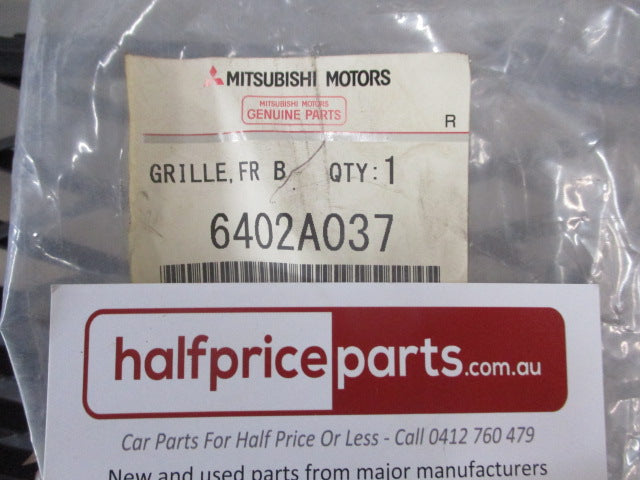 MITSUBISHI MOTORS
MITSUBISHI MOTORS
GENUINE PARTS
R
GRILLE, FR B QTY: 1
6402A037
halfpriceparts.com.au
Car Parts For Half Price Or Less - Call 0412 760 479
New and used parts from major manufacturers